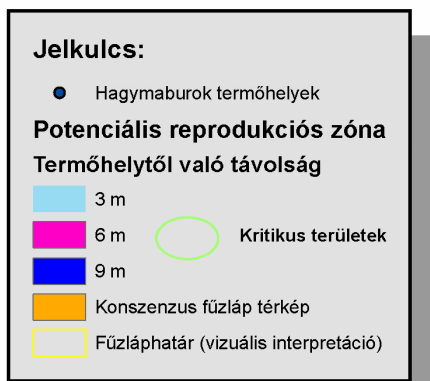 Jelkulcs:
Hagymaburok termőhelyek
Potenciális reprodukciós zóna
Termőhelytől való távolság
3 m
6 m
Kritikus területek
9 m
Konszenzus fűzláp térkép
Fűzláphatár (vizuális interpretáció)